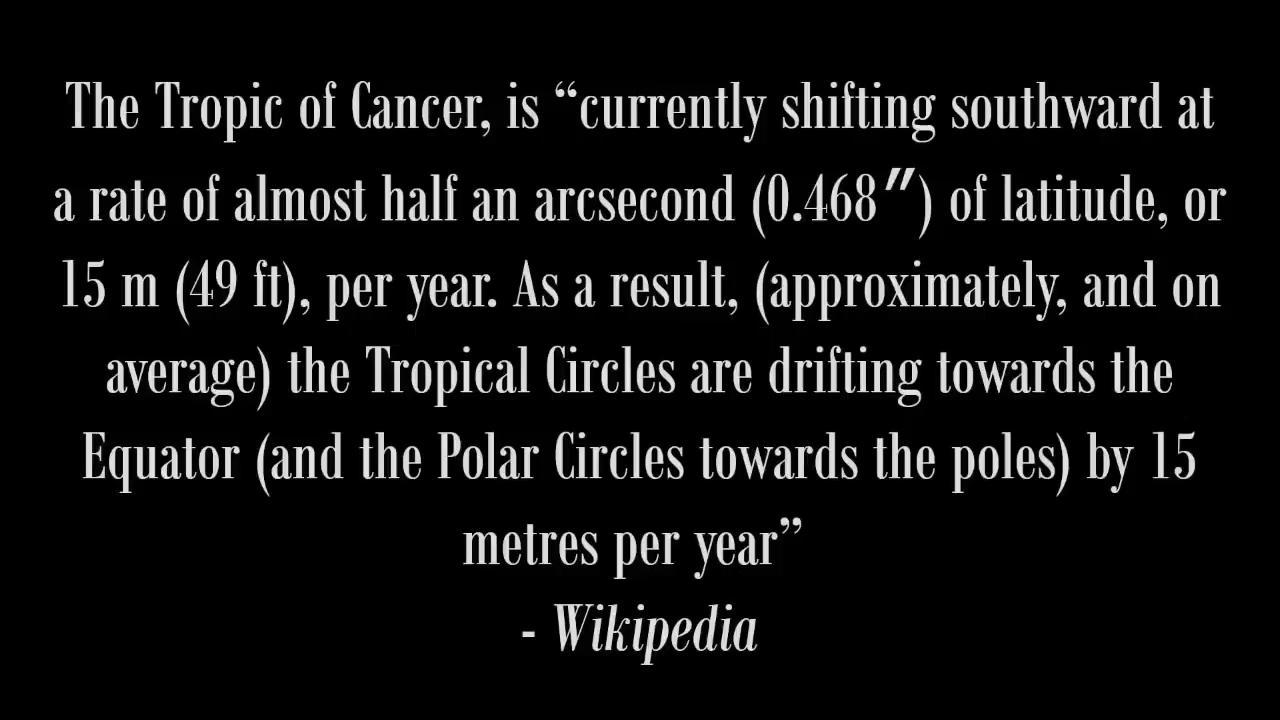 The Tropic of Cancer, is “currently shifting southward at
a rate of almost half an arcsecond (0.468″) of latitude, or
15 m (49 ft), per year. As a result, (approximately, and on
average) the Tropical Circles are drifting towards the
Equator (and the Polar Circles towards the poles) by 15
metres per year”
- Wikipedia